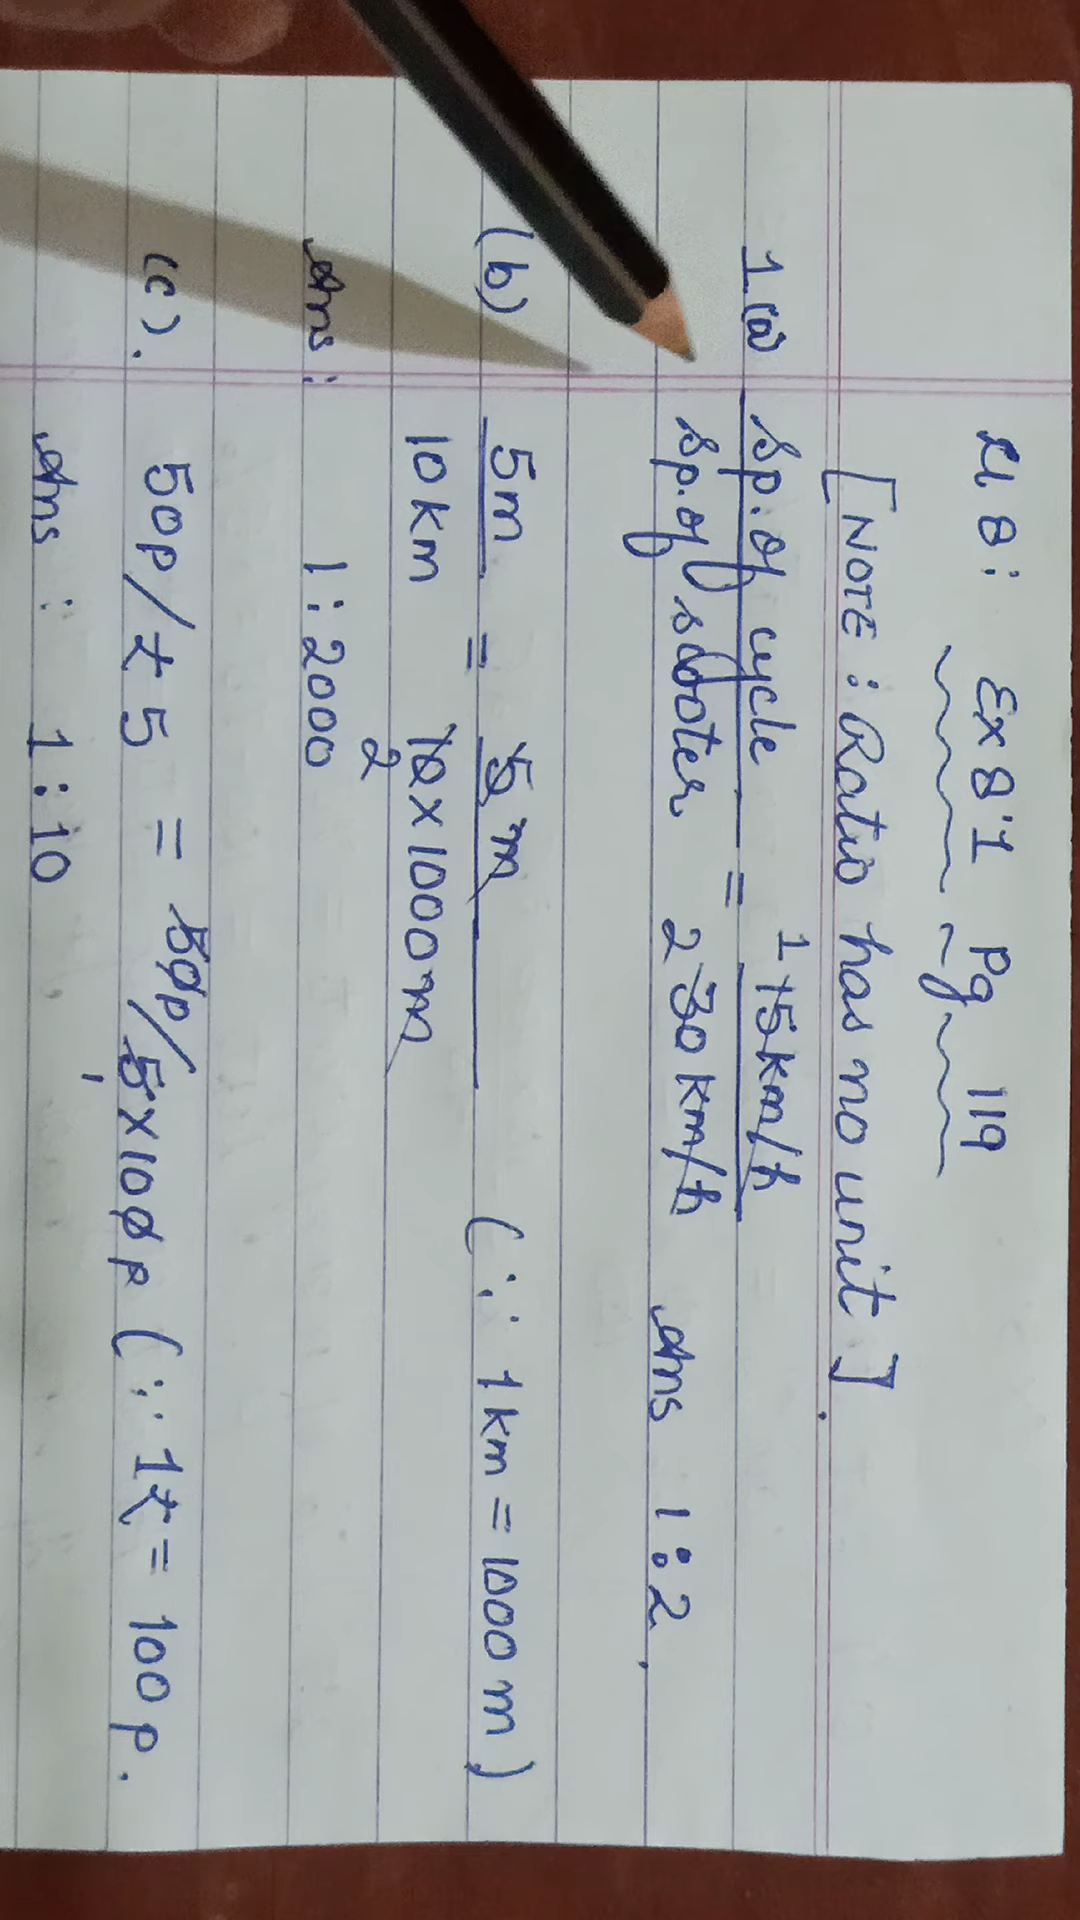 Ex 8.1 Pg 119
[NOTE : Ratio has no unit].
1.(a) Sp. of cycle = 1 15 km/h
Sp. of scooter 2 30 km/h Ans 1:2.
(b) 5m = 5 m (∵ 1 km = 1000 m)
10 km 10 x 1000 m
2
Ans : 1 : 2000
(c). 50p / ₹ 5 = 50p / 5 x 100 p (∵ 1₹ = 100 p.
1
Ans : 1 : 10